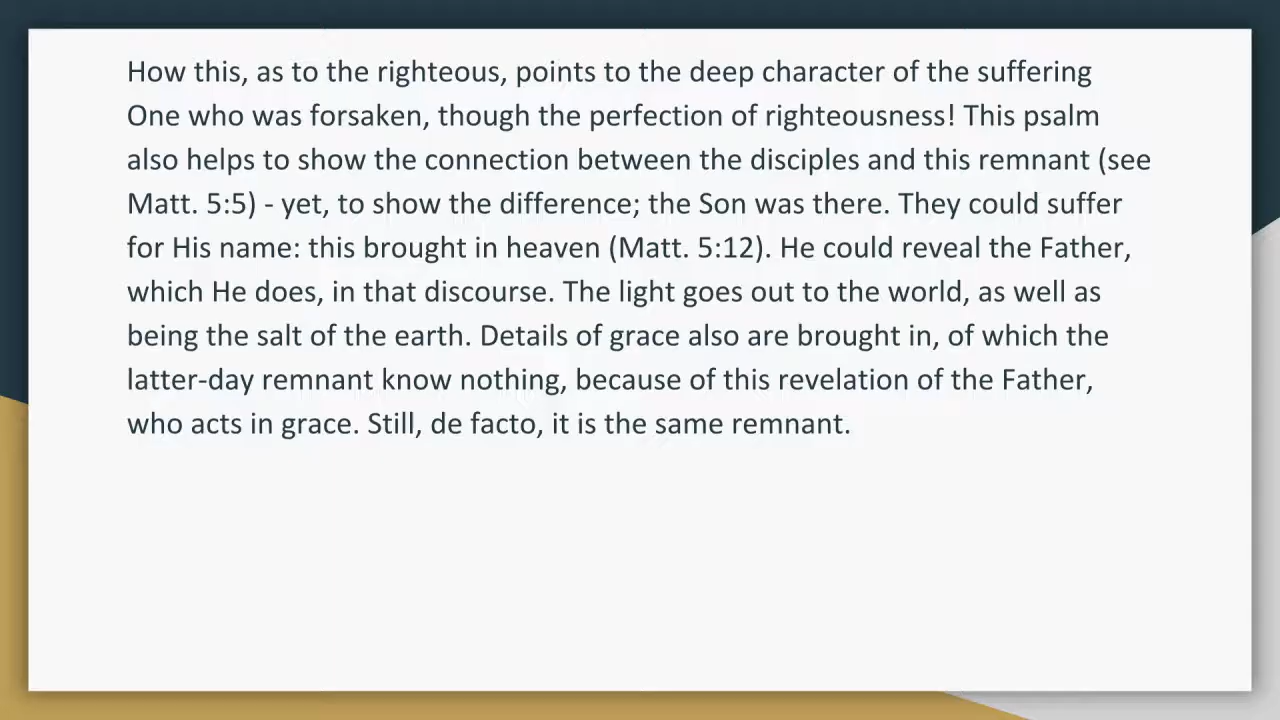 How this, as to the righteous, points to the deep character of the suffering
One who was forsaken, though the perfection of righteousness! This psalm
also helps to show the connection between the disciples and this remnant (see
Matt. 5:5) - yet, to show the difference; the Son was there. They could suffer
for His name: this brought in heaven (Matt. 5:12). He could reveal the Father,
which He does, in that discourse. The light goes out to the world, as well as
being the salt of the earth. Details of grace also are brought in, of which the
latter-day remnant know nothing, because of this revelation of the Father,
who acts in grace. Still, de facto, it is the same remnant.